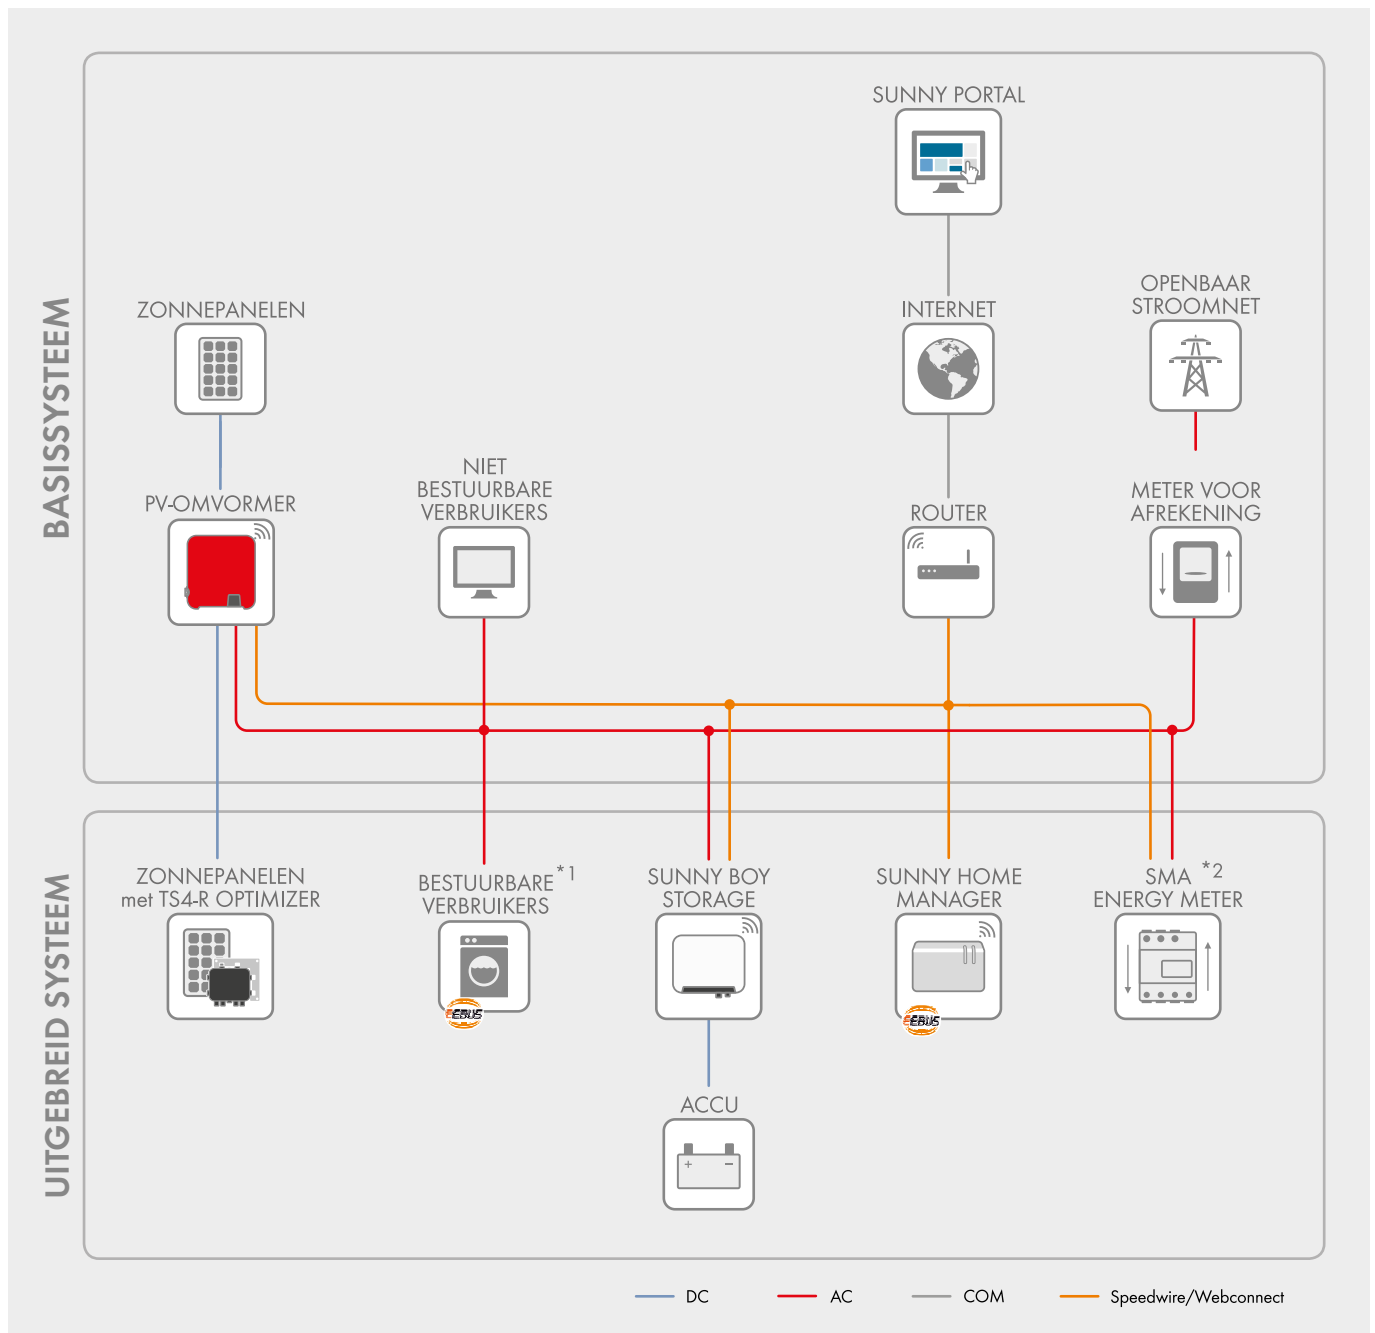 BASISSYSTEEM
SUNNY PORTAL
ZONNEPANELEN
INTERNET
OPENBAAR
STROOMNET
PV-OMVORMER
NIET
BESTUURBARE
VERBRUIKERS
ROUTER
METER VOOR
AFREKENING
UITGEBREID SYSTEEM
ZONNEPANELEN
met TS4-R OPTIMIZER
BESTUURBARE *1
VERBRUIKERS
EEBUS
SUNNY BOY
STORAGE
SUNNY HOME
MANAGER
EEBUS
SMA *2
ENERGY METER
ACCU
+ −
DC
AC
COM
Speedwire/Webconnect